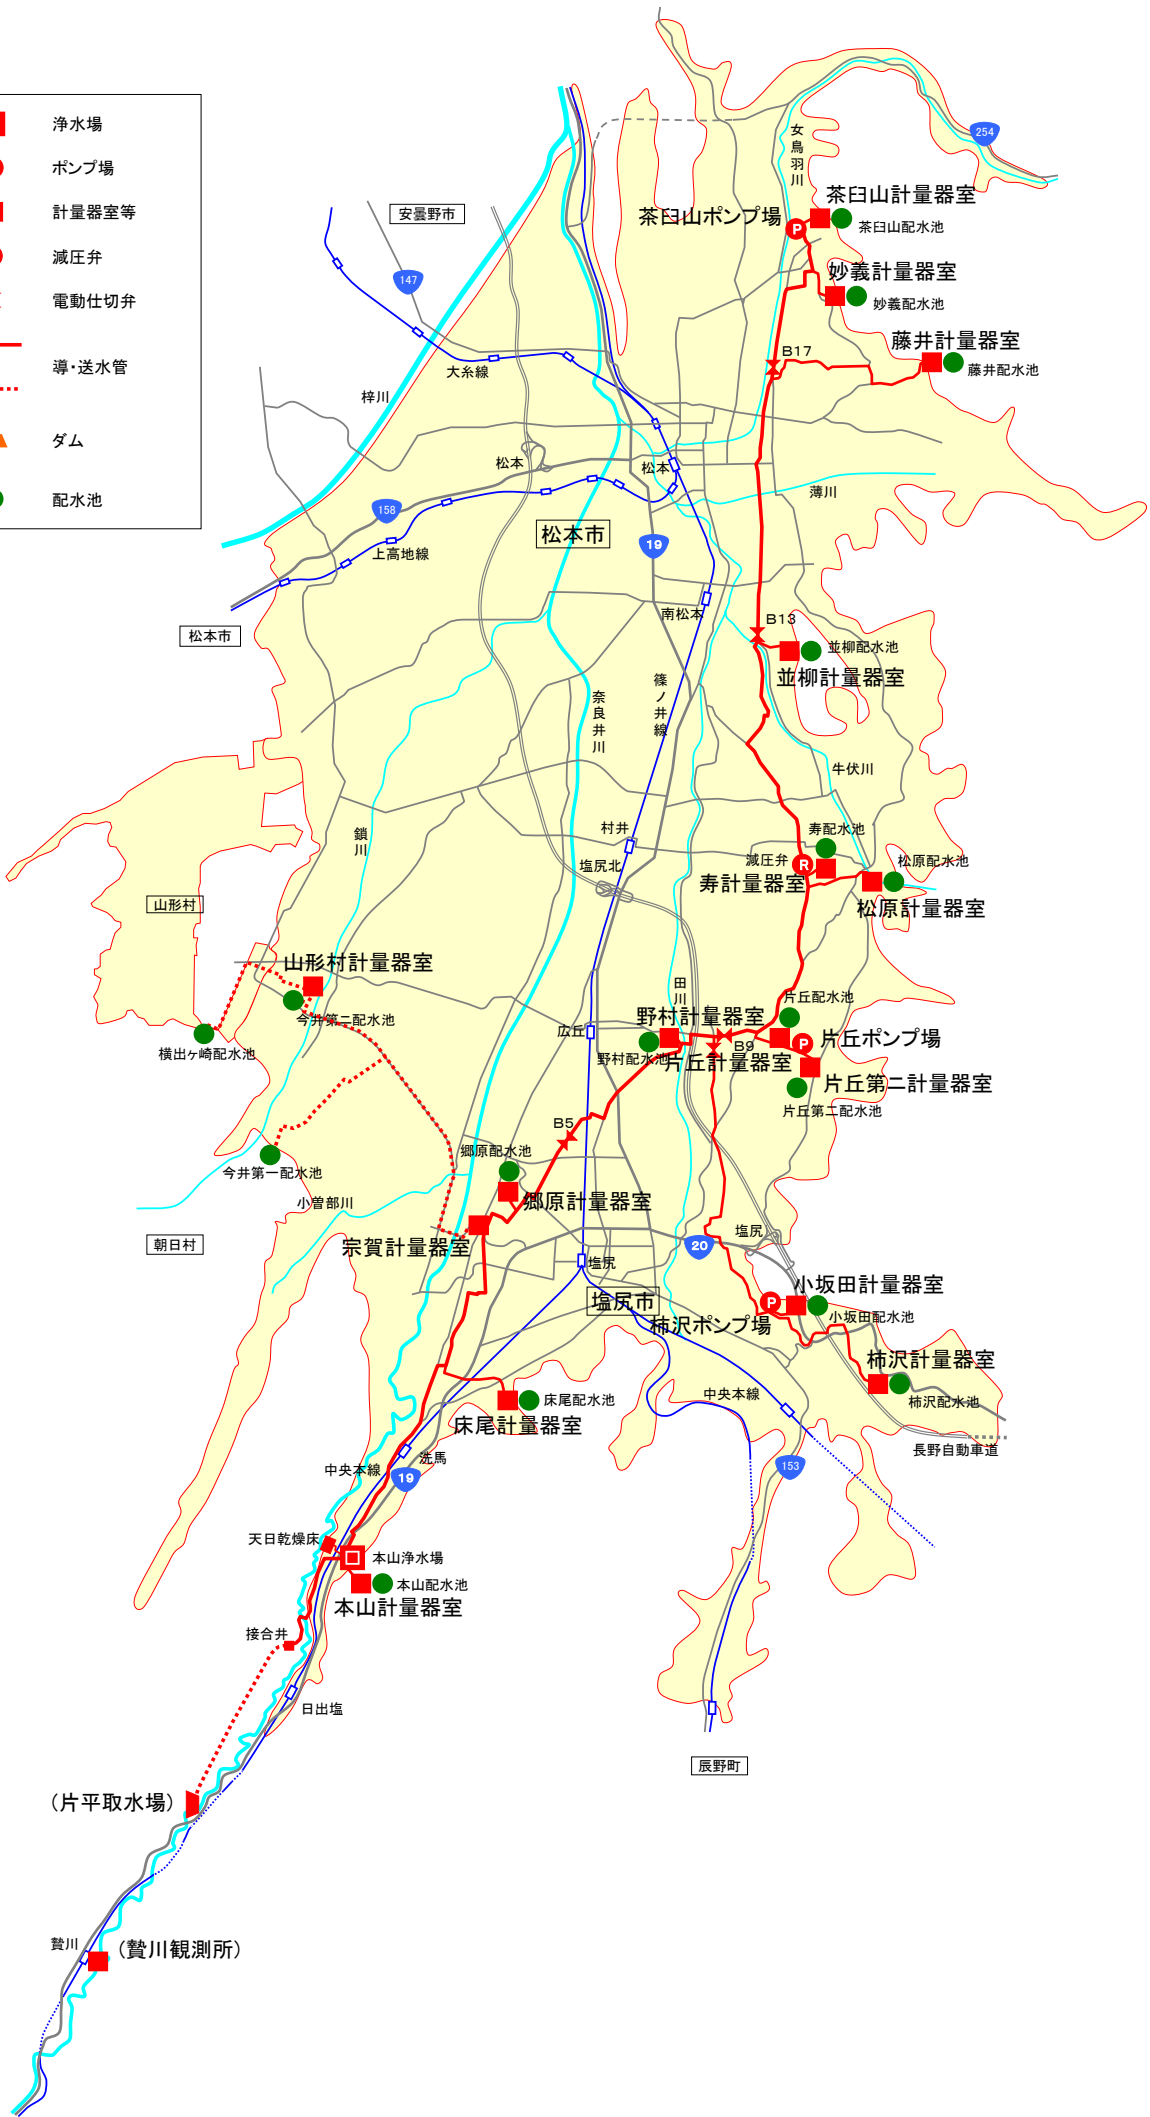 浄水場
ポンプ場
計量器室等
減圧弁
電動仕切弁
導・送水管
ダム
配水池
254
女鳥羽川
茶臼山計量器室
茶臼山ポンプ場
茶臼山配水池
安曇野市
147
妙義計量器室
妙義配水池
藤井計量器室
B17
藤井配水池
大糸線
梓川
松本
松本
158
薄川
松本市
19
上高地線
南松本
B13
松本市
並柳配水池
並柳計量器室
篠ノ井線
奈良井川
牛伏川
鎖川
村井
寿配水池
減圧弁
R
松原配水池
塩尻北
寿計量器室
松原計量器室
山形村
山形村計量器室
田川
片丘配水池
今井第二配水池
野村計量器室
広丘
片丘ポンプ場
P
B9
横出ヶ崎配水池
野村配水池
片丘計量器室
片丘第二計量器室
片丘第二配水池
B5
郷原配水池
今井第一配水池
小曽部川
郷原計量器室
朝日村
宗賀計量器室
塩尻
20
塩尻
小坂田計量器室
塩尻市
P
小坂田配水池
柿沢ポンプ場
柿沢計量器室
中央本線
床尾配水池
柿沢配水池
床尾計量器室
長野自動車道
洗馬
中央本線
19
153
天日乾燥床
本山浄水場
本山配水池
本山計量器室
接合井
日出塩
辰野町
(片平取水場)
贄川
(贄川観測所)
P